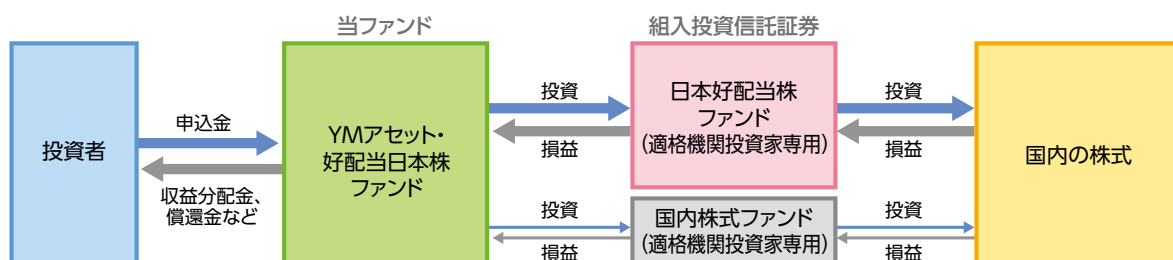 当ファンド
組入投資信託証券
投資者
申込金
収益分配金、
償還金など
YMアセット・
好配当日本株
ファンド
投資
損益
日本好配当株
ファンド
(適格機関投資家専用)
投資
損益
投資
損益
国内株式ファンド
(適格機関投資家専用)
投資
損益
国内の株式